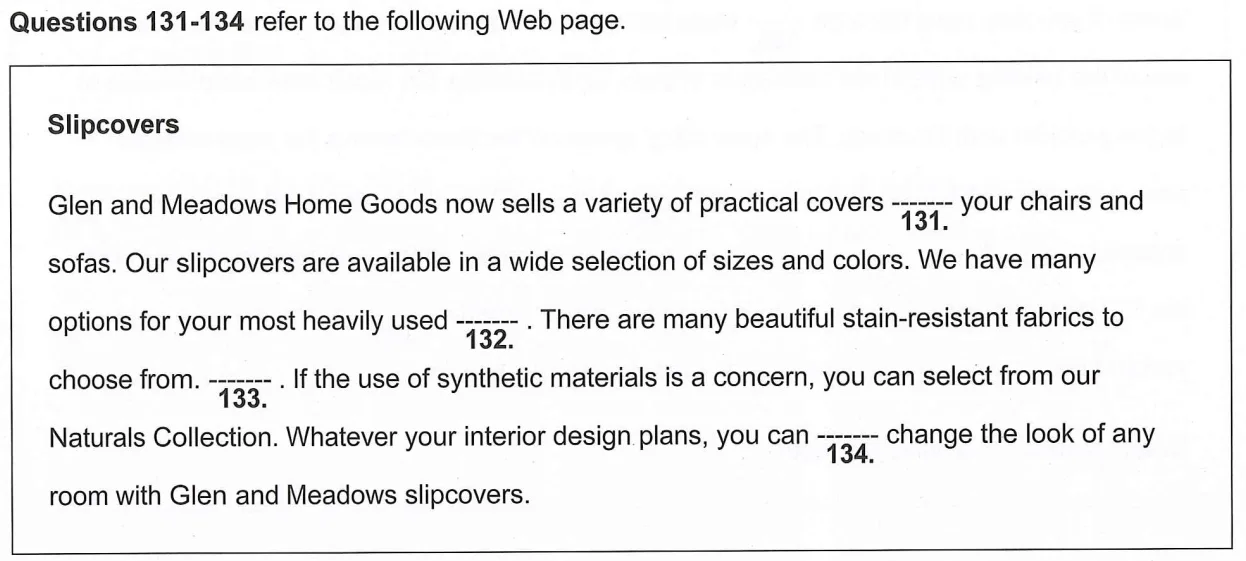 Questions 131-134 refer to the following Web page.
Slipcovers
Glen and Meadows Home Goods now sells a variety of practical covers ------- your chairs and
131.
sofas. Our slipcovers are available in a wide selection of sizes and colors. We have many
options for your most heavily used ------- . There are many beautiful stain-resistant fabrics to
132.
choose from. ------- . If the use of synthetic materials is a concern, you can select from our
133.
Naturals Collection. Whatever your interior design plans, you can ------- change the look of any
134.
room with Glen and Meadows slipcovers.